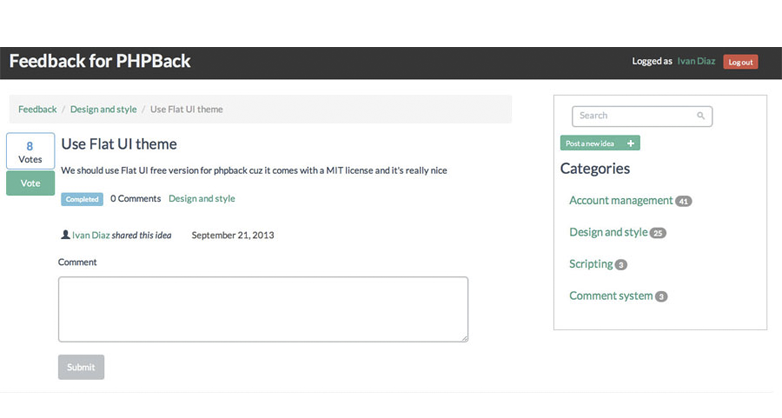 Feedback for PHPBack
Logged as Ivan Diaz Log out
Feedback / Design and style / Use Flat UI theme
8
Votes
Vote
Use Flat UI theme
We should use Flat UI free version for phpback cuz it comes with a MIT license and it's really nice
Completed 0 Comments Design and style
Ivan Diaz shared this idea September 21, 2013
Comment
Submit
Search
Post a new idea +
Categories
Account management 41
Design and style 25
Scripting 3
Comment system 3